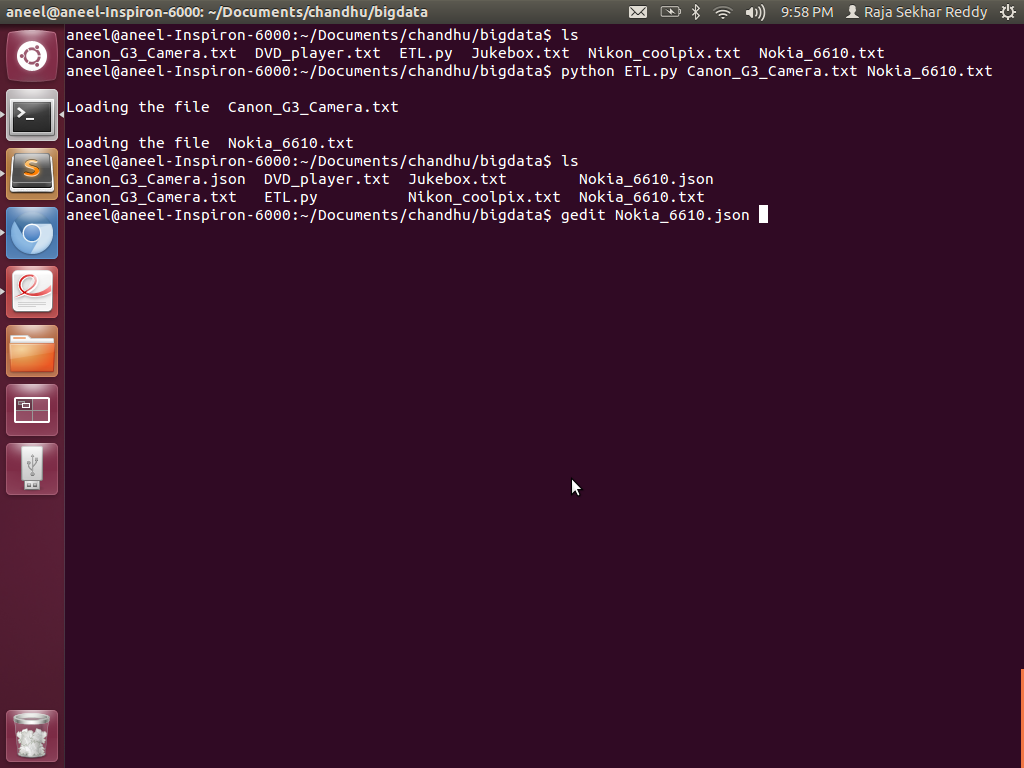 aneel@aneel-Inspiron-6000: ~/Documents/chandhu/bigdata 9:58 PM Raja Sekhar Reddy
aneel@aneel-Inspiron-6000:~/Documents/chandhu/bigdata$ ls
Canon_G3_Camera.txt  DVD_player.txt  ETL.py  Jukebox.txt  Nikon_coolpix.txt  Nokia_6610.txt
aneel@aneel-Inspiron-6000:~/Documents/chandhu/bigdata$ python ETL.py Canon_G3_Camera.txt Nokia_6610.txt
Loading the file  Canon_G3_Camera.txt
Loading the file  Nokia_6610.txt
aneel@aneel-Inspiron-6000:~/Documents/chandhu/bigdata$ ls
Canon_G3_Camera.json  DVD_player.txt  Jukebox.txt        Nokia_6610.json
Canon_G3_Camera.txt   ETL.py          Nikon_coolpix.txt  Nokia_6610.txt
aneel@aneel-Inspiron-6000:~/Documents/chandhu/bigdata$ gedit Nokia_6610.json